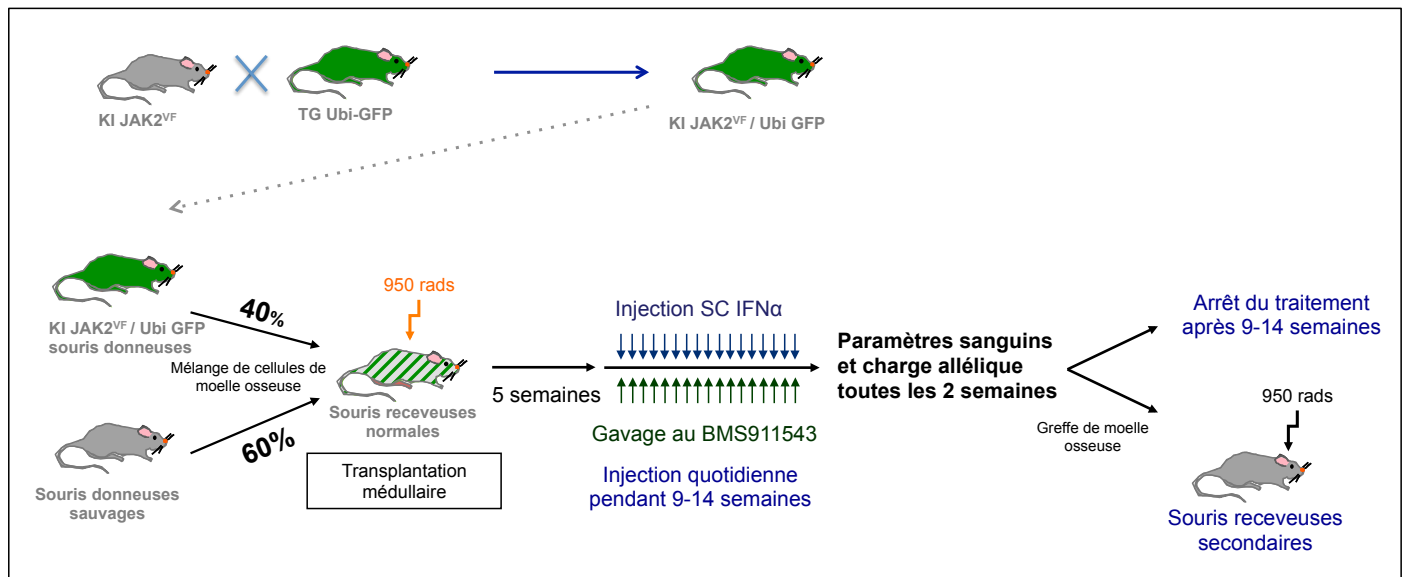 KI JAK2VF
TG Ubi-GFP
KI JAK2VF / Ubi GFP
KI JAK2VF / Ubi GFP
souris donneuses
40%
Mélange de cellules de
moelle osseuse
60%
Souris donneuses
sauvages
950 rads
Souris receveuses
normales
Transplantation
médullaire
5 semaines
Injection SC IFNα
Gavage au BMS911543
Injection quotidienne
pendant 9-14 semaines
Paramètres sanguins
et charge allélique
toutes les 2 semaines
Arrêt du traitement
après 9-14 semaines
Greffe de moelle
osseuse
950 rads
Souris receveuses
secondaires